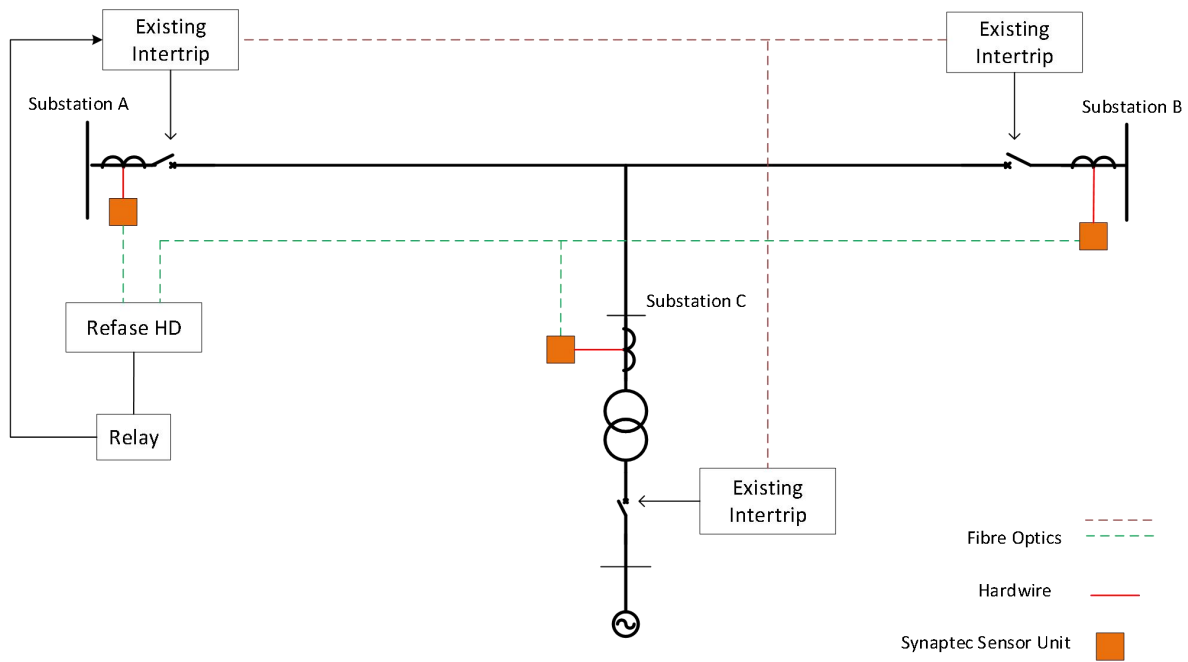 Existing
Intertrip
Existing
Intertrip
Substation A
Substation B
Substation C
Refase HD
Relay
Existing
Intertrip
Fibre Optics
Hardwire
Synaptec Sensor Unit